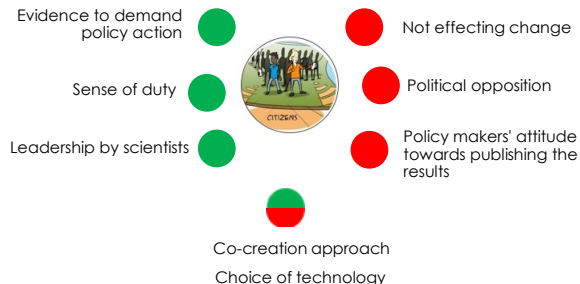 Evidence to demand
policy action
Sense of duty
Leadership by scientists
CITIZENS
Not effecting change
Political opposition
Policy makers' attitude
towards publishing the
results
Co-creation approach
Choice of technology